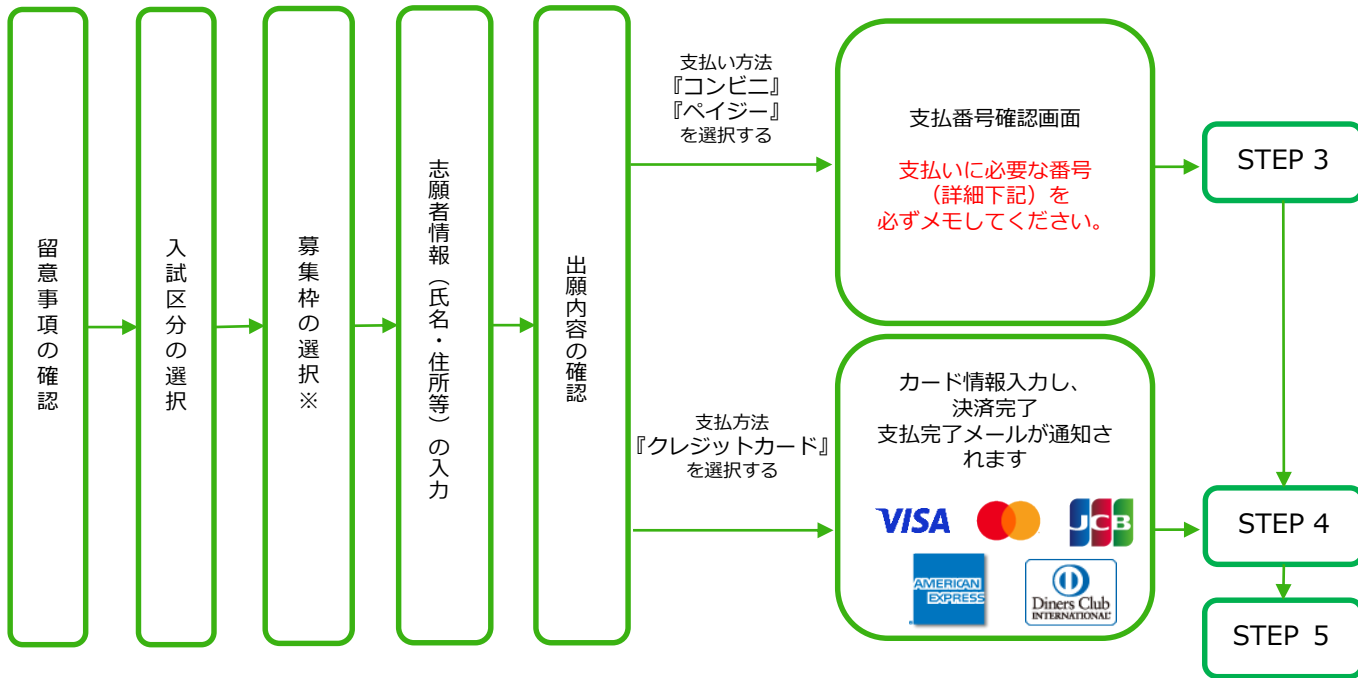 留意事項の確認
入試区分の選択
募集枠の選択※
志願者情報（氏名・住所等）の入力
出願内容の確認
支払い方法
『コンビニ』
『ペイジー』
を選択する
支払番号確認画面
支払いに必要な番号
（詳細下記）を
必ずメモしてください。
STEP 3
支払方法
『クレジットカード』
を選択する
カード情報入力し、
決済完了
支払完了メールが通知さ
れます
VISA
JCB
AMERICAN
EXPRESS
Diners Club
INTERNATIONAL
STEP 4
STEP 5